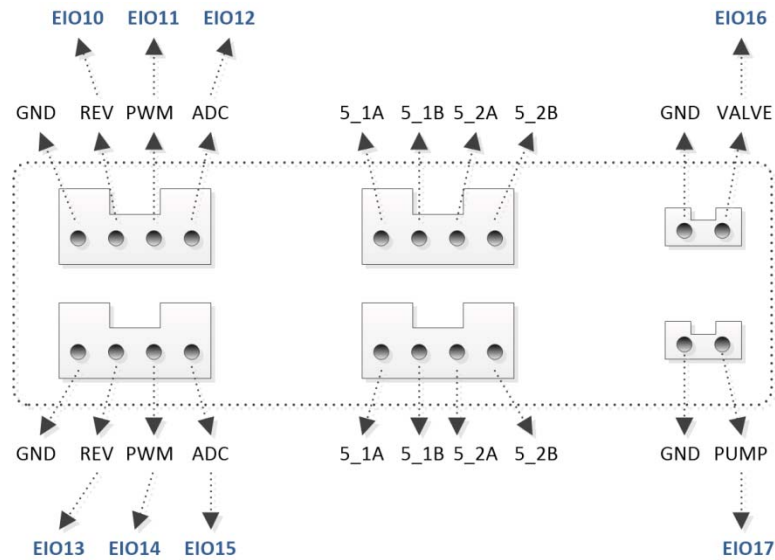 EIO10 EIO11 EIO12 EIO16
GND REV PWM ADC 5_1A 5_1B 5_2A 5_2B GND VALVE
GND REV PWM ADC 5_1A 5_1B 5_2A 5_2B GND PUMP
EIO13 EIO14 EIO15 EIO17